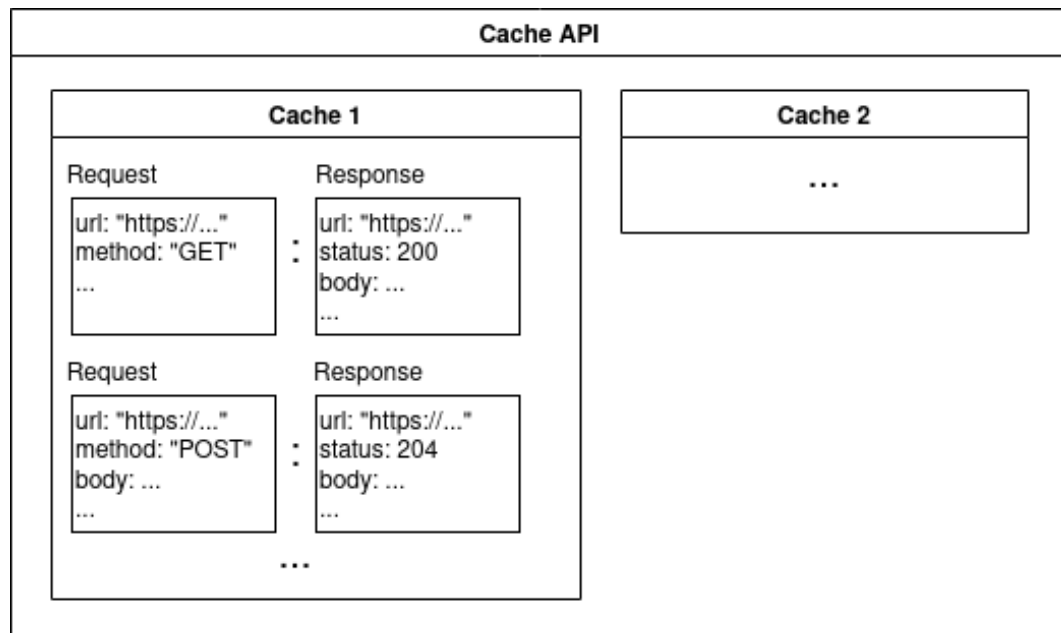 Cache API
Cache 1
Request
Response
url: "https://..."
method: "GET"
...
:
url: "https://..."
status: 200
body: ...
...
Request
Response
url: "https://..."
method: "POST"
body: ...
...
:
url: "https://..."
status: 204
body: ...
...
...
Cache 2
...